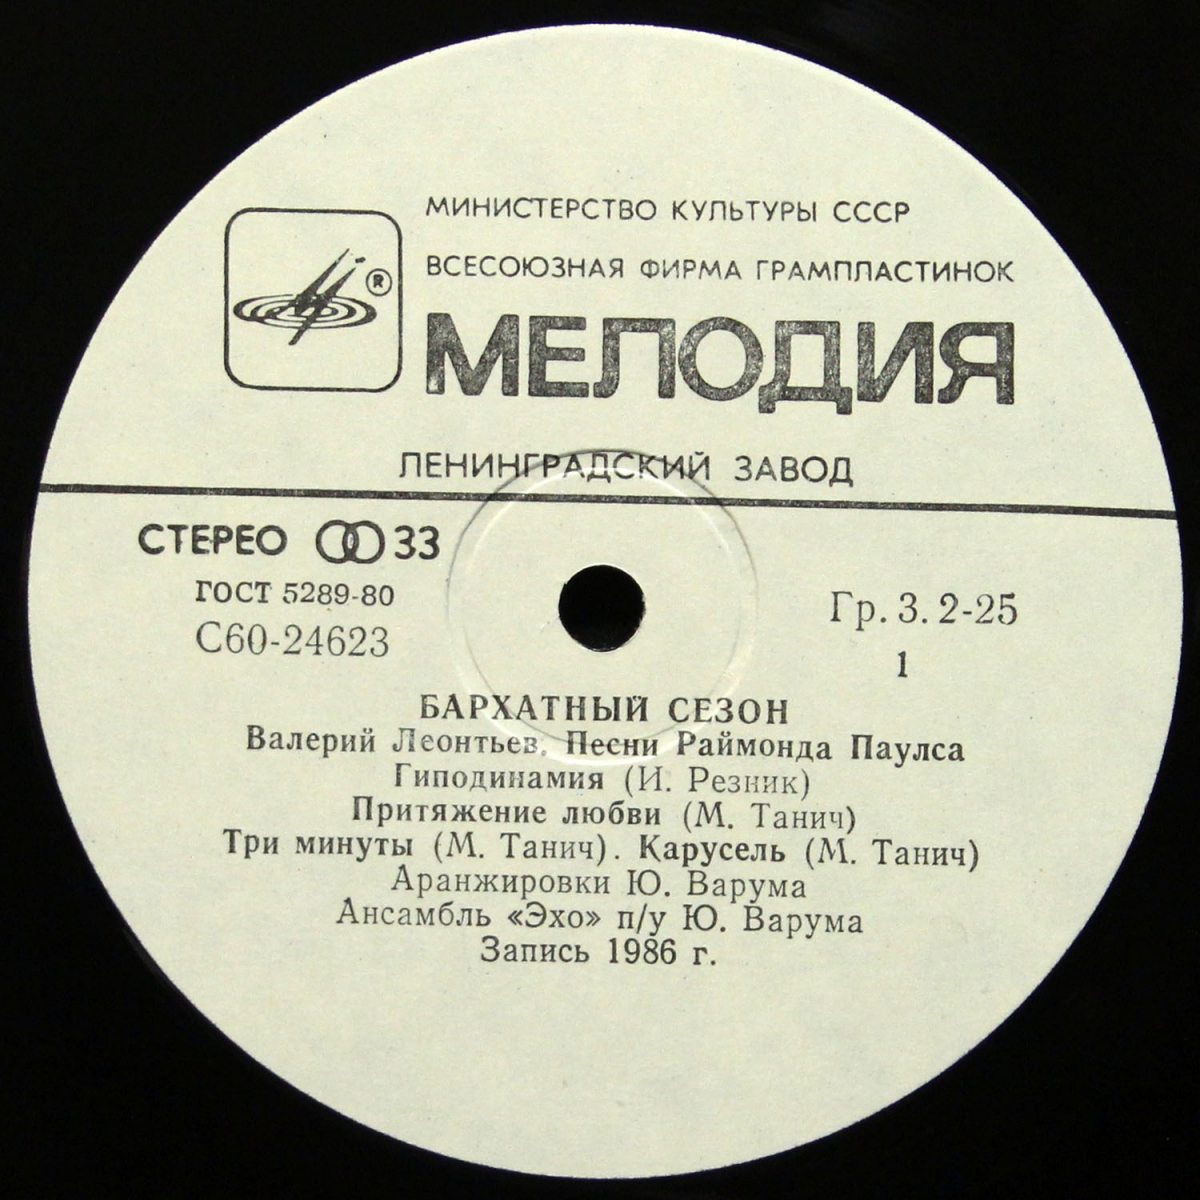 МИНИСТЕРСТВО КУЛЬТУРЫ СССР
ВСЕСОЮЗНАЯ ФИРМА ГРАМПЛАСТИНОК
®
МЕЛОДИЯ
ЛЕНИНГРАДСКИЙ ЗАВОД
СТЕРЕО 33
ГОСТ 5289-80
С60-24623
Гр. 3. 2-25
1
БАРХАТНЫЙ СЕЗОН
Валерий Леонтьев. Песни Раймонда Паулса
Гиподинамия (И. Резник)
Притяжение любви (М. Танич)
Три минуты (М. Танич). Карусель (М. Танич)
Аранжировки Ю. Варума
Ансамбль «Эхо» п/у Ю. Варума
Запись 1986 г.